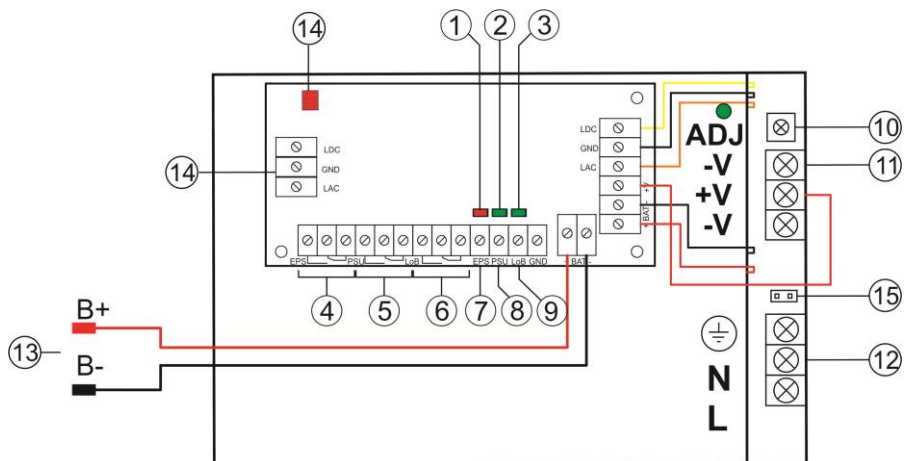 1 2 3
14
LDC
GND
LAC
14
LDC
GND
LAC
+V
- BAT +
ADJ
-V
+V
-V
10
11
EPS PSU LoB EPS PSU LoB GND + BAT -
4 5 6 7 8 9
15
B+
13
B-
N
L
12